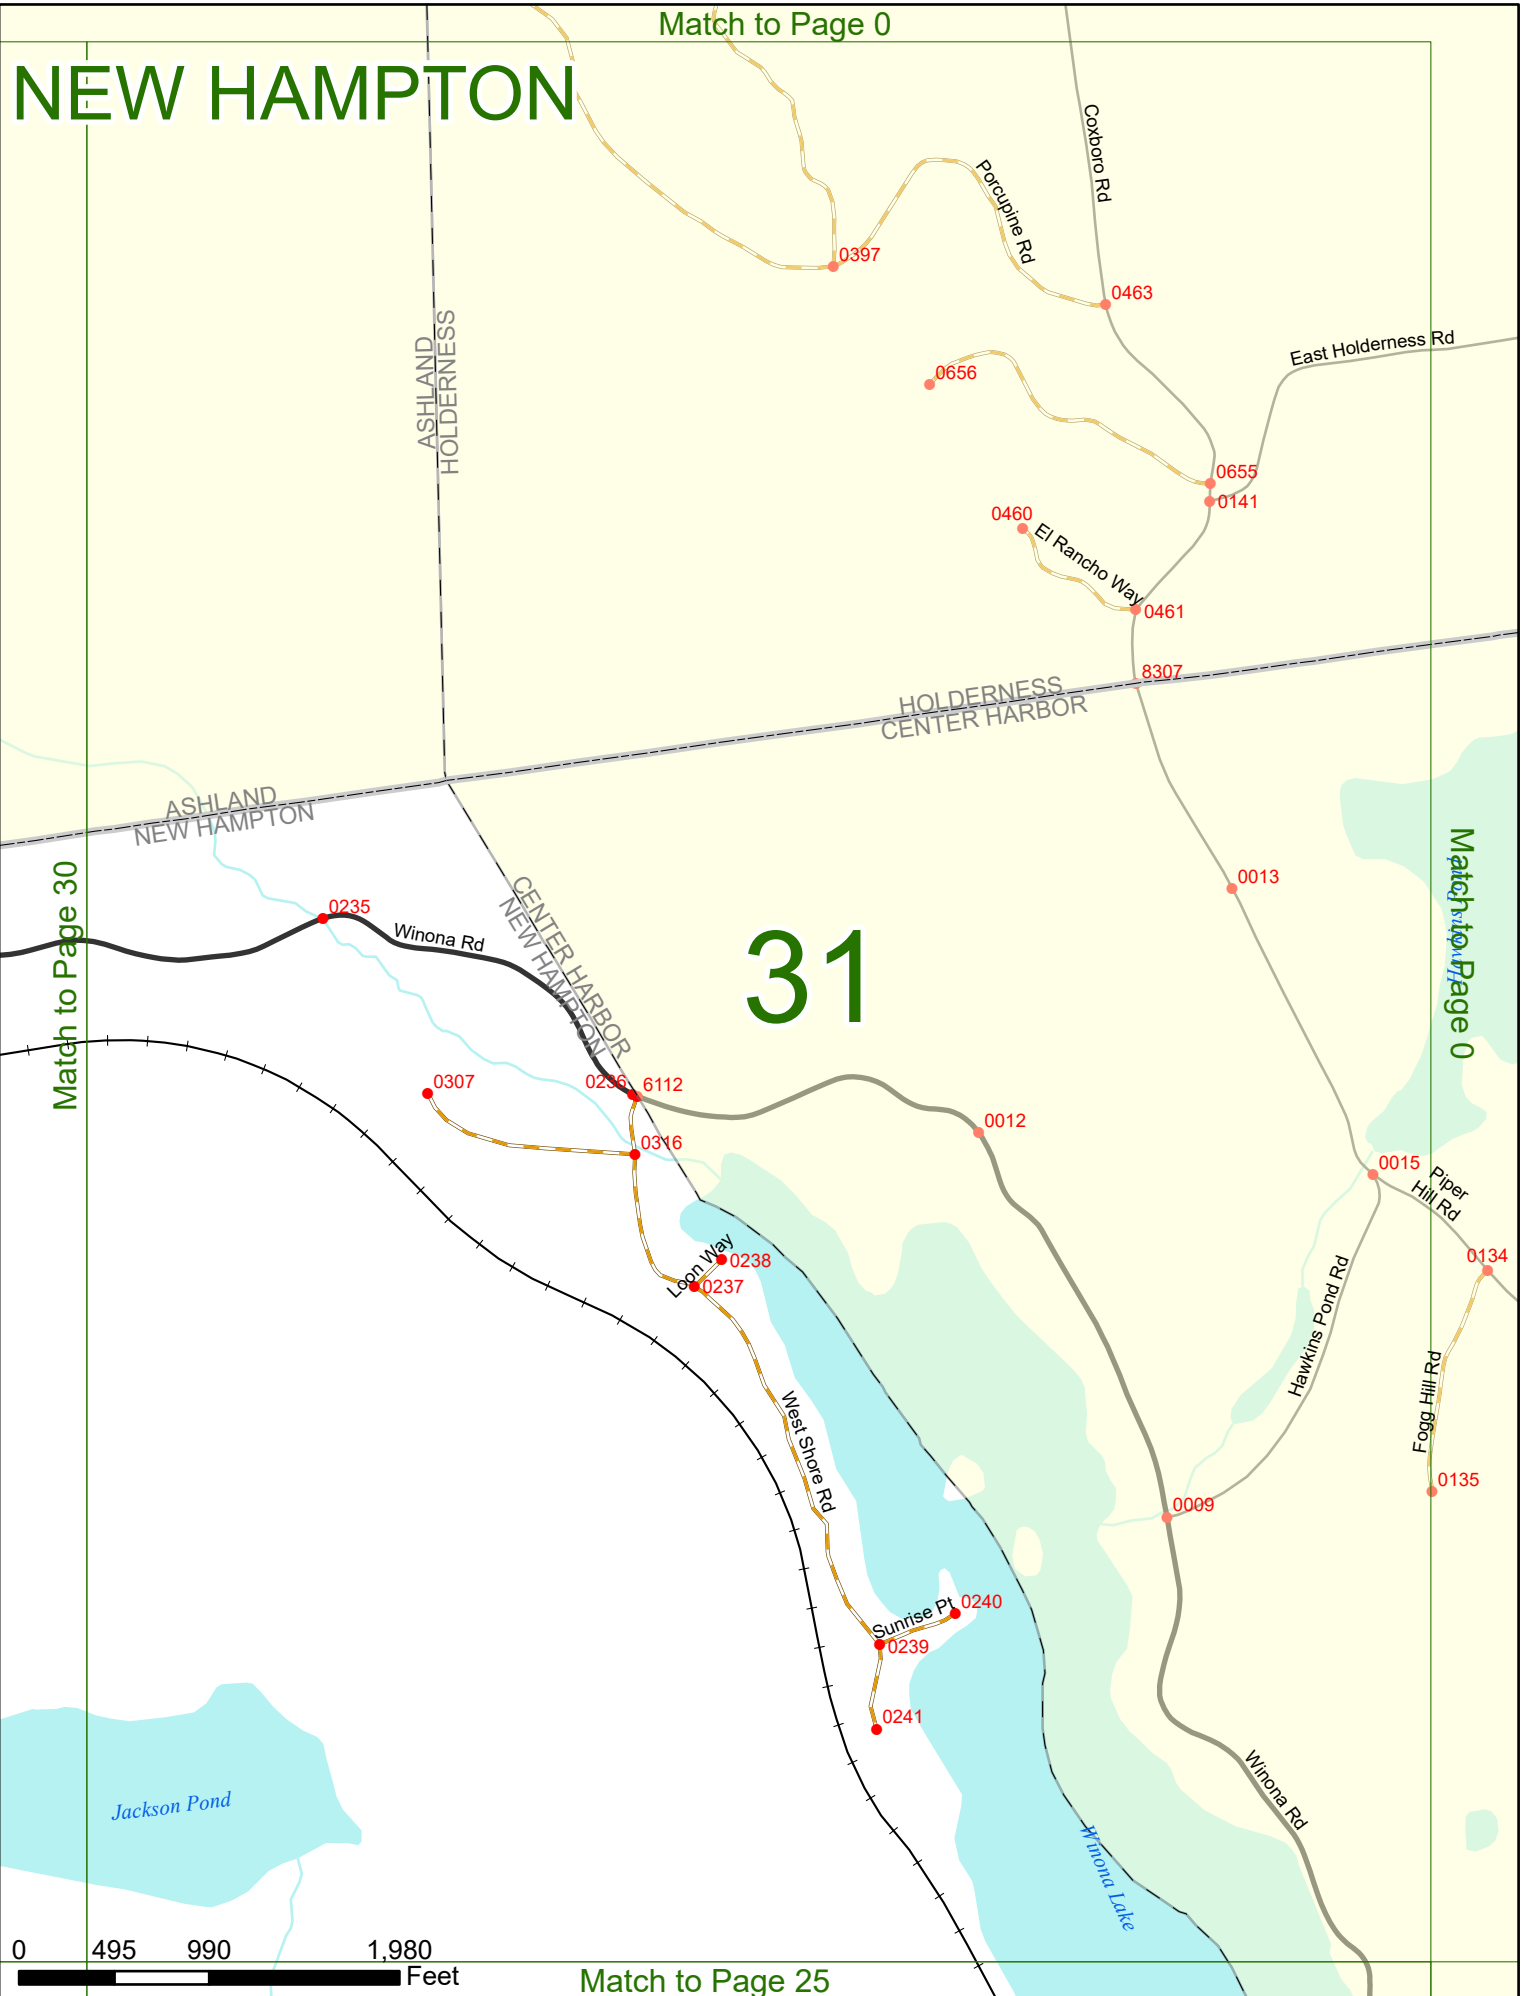 Match to Page 0
NEW HAMPTON
Coxboro Rd
Porcupine Rd
0397
0463
ASHLAND
HOLDERNESS
East Holderness Rd
0656
0655
0141
0460
El Rancho Way
0461
8307
HOLDERNESS
CENTER HARBOR
ASHLAND
NEW HAMPTON
Match to Page 30
Match to Page 0
Hawkins Pond
0013
0235
Winona Rd
CENTER HARBOR
NEW HAMPTON
31
0307
0236
6112
0012
0316
0015
Piper
Hill Rd
0134
Loon Way
0238
0237
Hawkins Pond Rd
Fogg Hill Rd
West Shore Rd
0135
0009
Sunrise Pt
0240
0239
0241
Jackson Pond
Winona Rd
Winona Lake
0 495 990 1,980
Feet
Match to Page 25